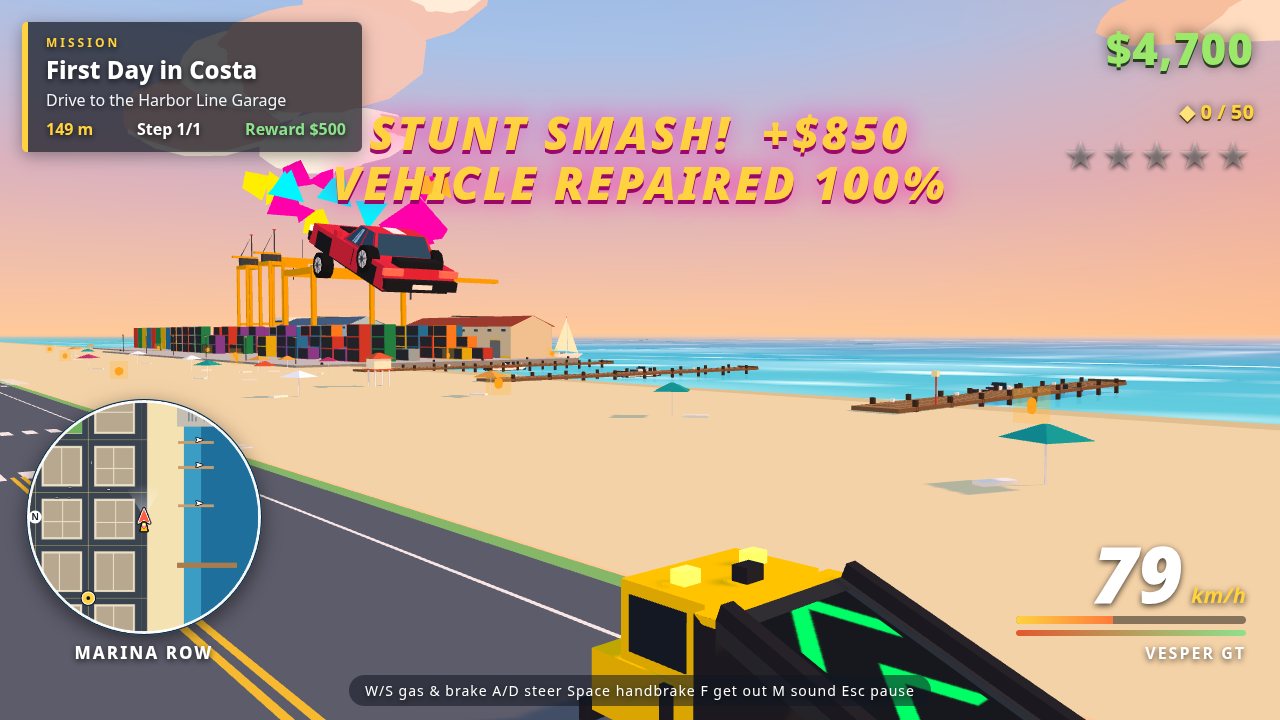 MISSION
First Day in Costa
Drive to the Harbor Line Garage
149 m Step 1/1 Reward $500
$4,700
0 / 50
STUNT SMASH! +$850
VEHICLE REPAIRED 100%
N
MARINA ROW
79 km/h
VESPER GT
W/S gas & brake A/D steer Space handbrake F get out M sound Esc pause